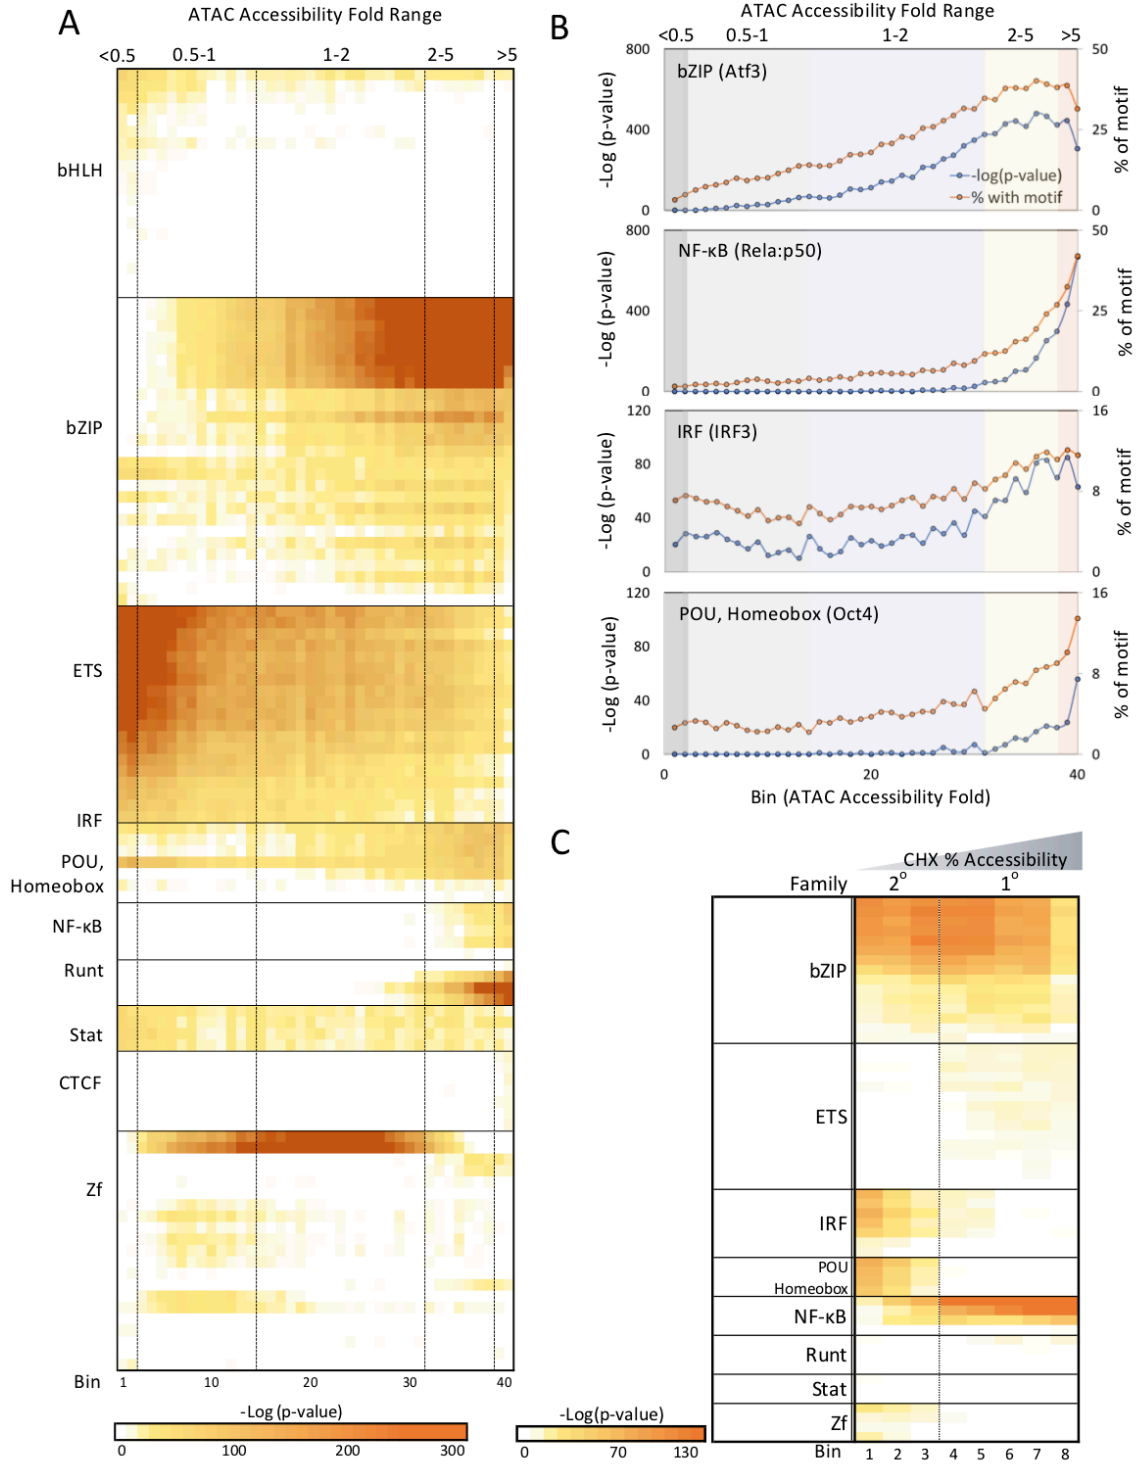 A
ATAC Accessibility Fold Range
<0.5 0.5-1 1-2 2-5 >5
bHLH
bZIP
ETS
IRF
POU,
Homeobox
NF-κB
Runt
Stat
CTCF
Zf
Bin 1 10 20 30 40
-Log (p-value)
0 100 200 300
B
ATAC Accessibility Fold Range
<0.5 0.5-1 1-2 2-5 >5
800 50
bZIP (Atf3)
-Log (p-value)
% of motif
400 25
-log(p-value)
% with motif
0 0
800 50
NF-κB (Rela:p50)
-Log (p-value)
% of motif
400 25
0 0
120 16
IRF (IRF3)
-Log (p-value)
% of motif
80
8
40
0 0
120 16
POU, Homeobox (Oct4)
-Log (p-value)
% of motif
80
8
40
0 0
0 20 40
Bin (ATAC Accessibility Fold)
C
CHX % Accessibility
Family 2° 1°
bZIP
ETS
IRF
POU
Homeobox
NF-κB
Runt
Stat
Zf
Bin 1 2 3 4 5 6 7 8
-Log(p-value)
0 70 130